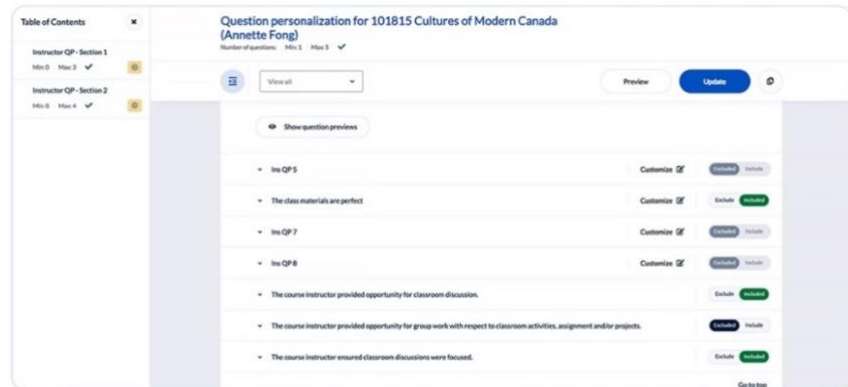 Table of Contents
Instructor QP - Section 1
Min: 0 Max: 3
Instructor QP - Section 2
Min: 0 Max: 4
Question personalization for 101815 Cultures of Modern Canada
(Annette Fong)
Number of questions: Min: 1 Max: 5
View all
Preview
Update
Show question previews
Ins QP 5 Customize Excluded Include
The class materials are perfect Customize Exclude Included
Ins QP 7 Customize Excluded Include
Ins QP 8 Customize Excluded Include
The course instructor provided opportunity for classroom discussion. Exclude Included
The course instructor provided opportunity for group work with respect to classroom activities, assignment and/or projects. Excluded Include
The course instructor ensured classroom discussions were focused. Exclude Included
Go to top